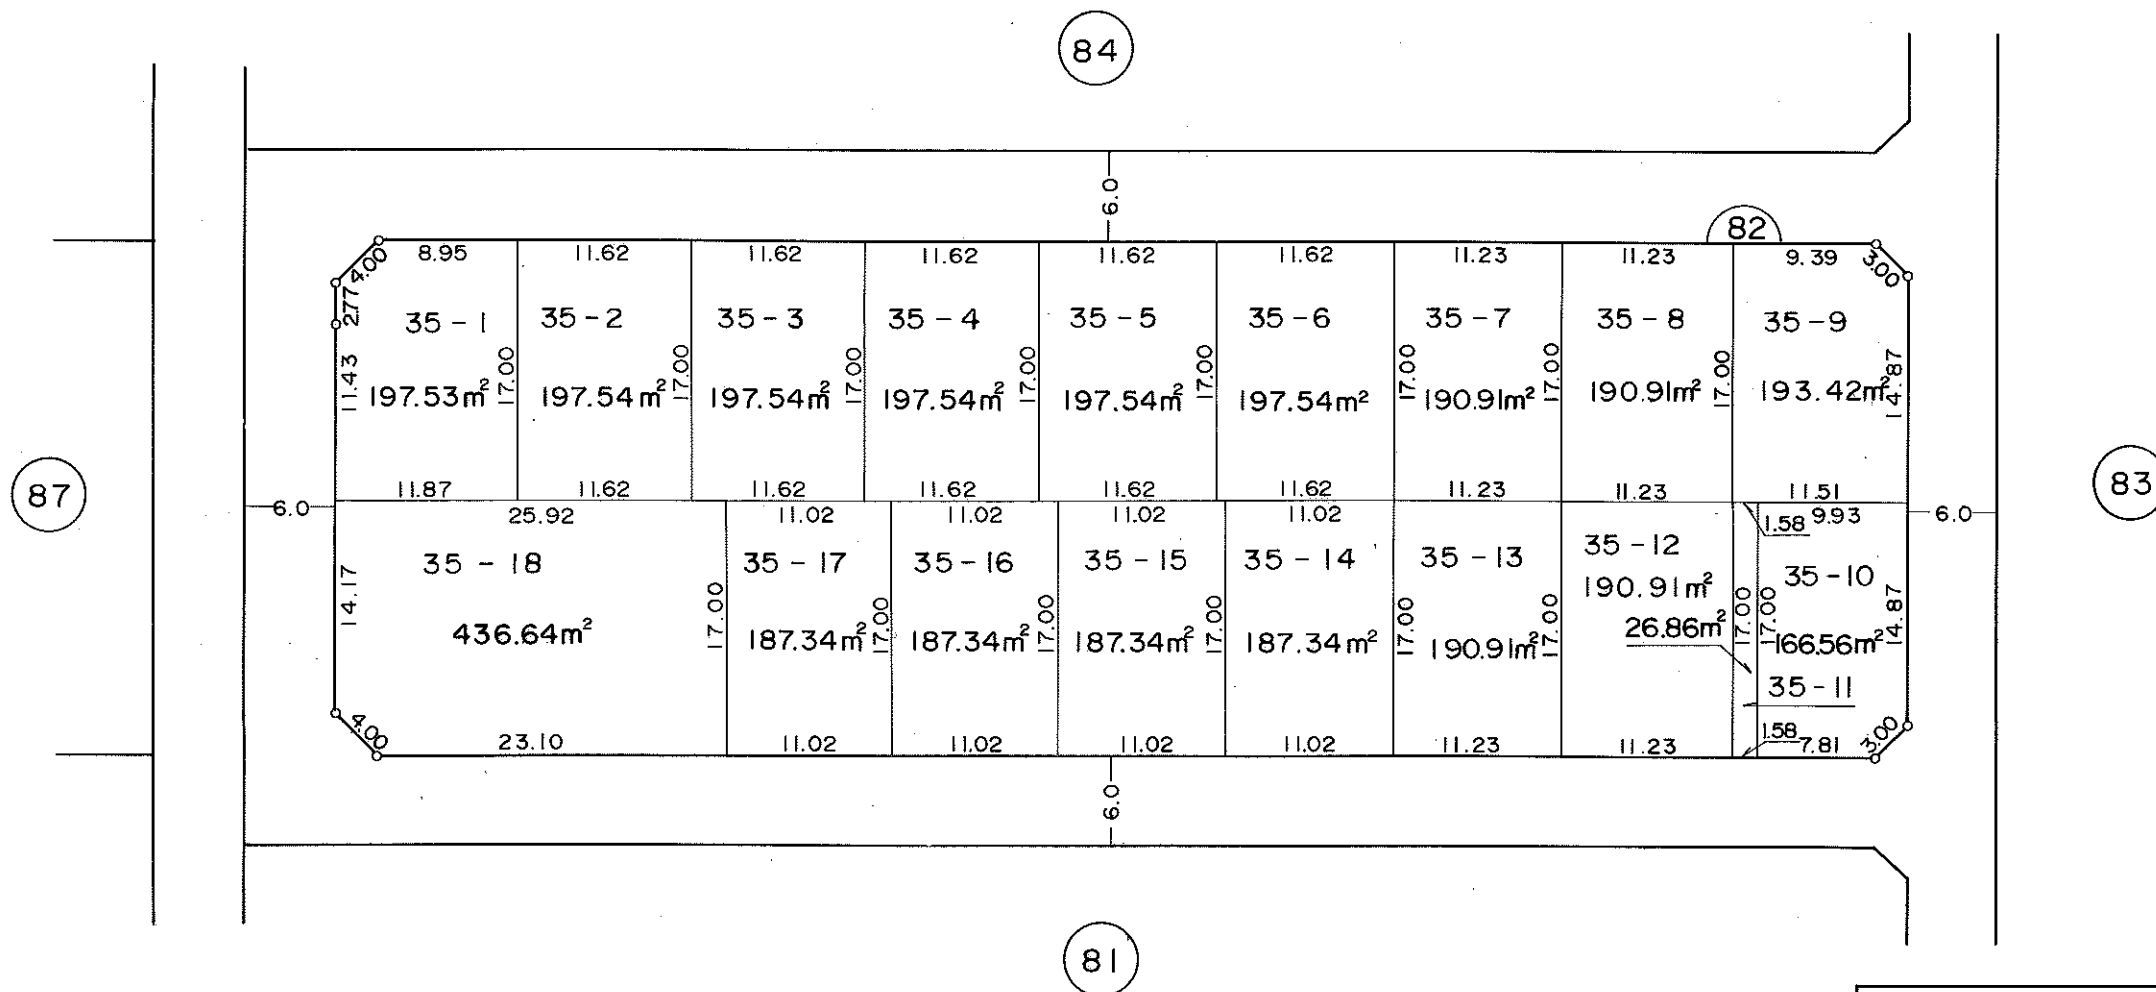 84
6.0
82
8.95 11.62 11.62 11.62 11.62 11.62 11.23 11.23 9.39
4.00 3.00
2.77
35-1 35-2 35-3 35-4 35-5 35-6 35-7 35-8 35-9
11.43 17.00 17.00 17.00 17.00 17.00 17.00 17.00 17.00 14.87
197.53m² 197.54m² 197.54m² 197.54m² 197.54m² 197.54m² 190.91m² 190.91m² 193.42m²
11.87 11.62 11.62 11.62 11.62 11.62 11.23 11.23 11.51
87 83
6.0 6.0
25.92 11.02 11.02 11.02 11.02 1.58 9.93
35-18 35-17 35-16 35-15 35-14 35-13 35-12 35-10
14.17 17.00 17.00 17.00 17.00 17.00 17.00 17.00 17.00 14.87
436.64m² 187.34m² 187.34m² 187.34m² 187.34m² 190.91m² 190.91m² 166.56m²
26.86m²
35-11
4.00 3.00
23.10 11.02 11.02 11.02 11.02 11.23 11.23 1.58 7.81
6.0
81